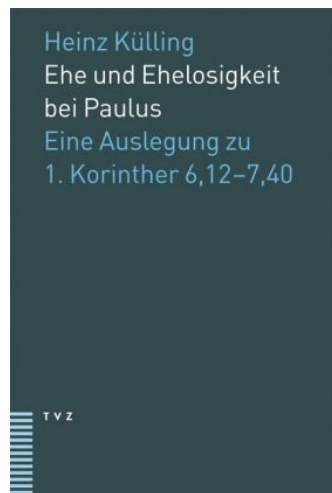 Heinz Külling
Ehe und Ehelosigkeit
bei Paulus
Eine Auslegung zu
1. Korinther 6,12–7,40
TVZ